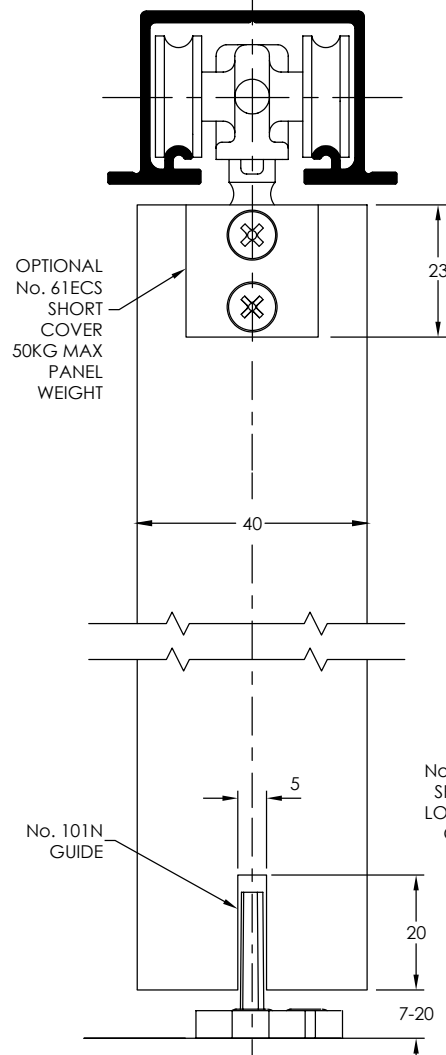 OPTIONAL
No. 61ECS
SHORT
COVER
50KG MAX
PANEL
WEIGHT
23
40
5
No. 101N
GUIDE
20
7-20